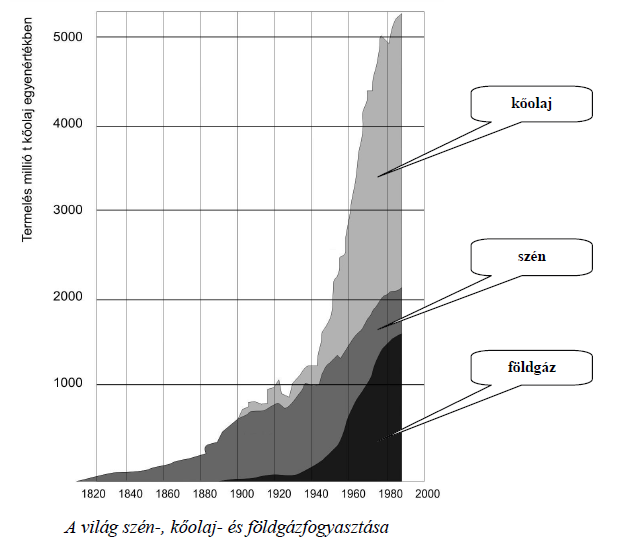 Termelés millió t kőolaj egyenértékben
5000
4000
3000
2000
1000
kőolaj
szén
földgáz
1820 1840 1860 1880 1900 1920 1940 1960 1980 2000
A világ szén-, kőolaj- és földgázfogyasztása